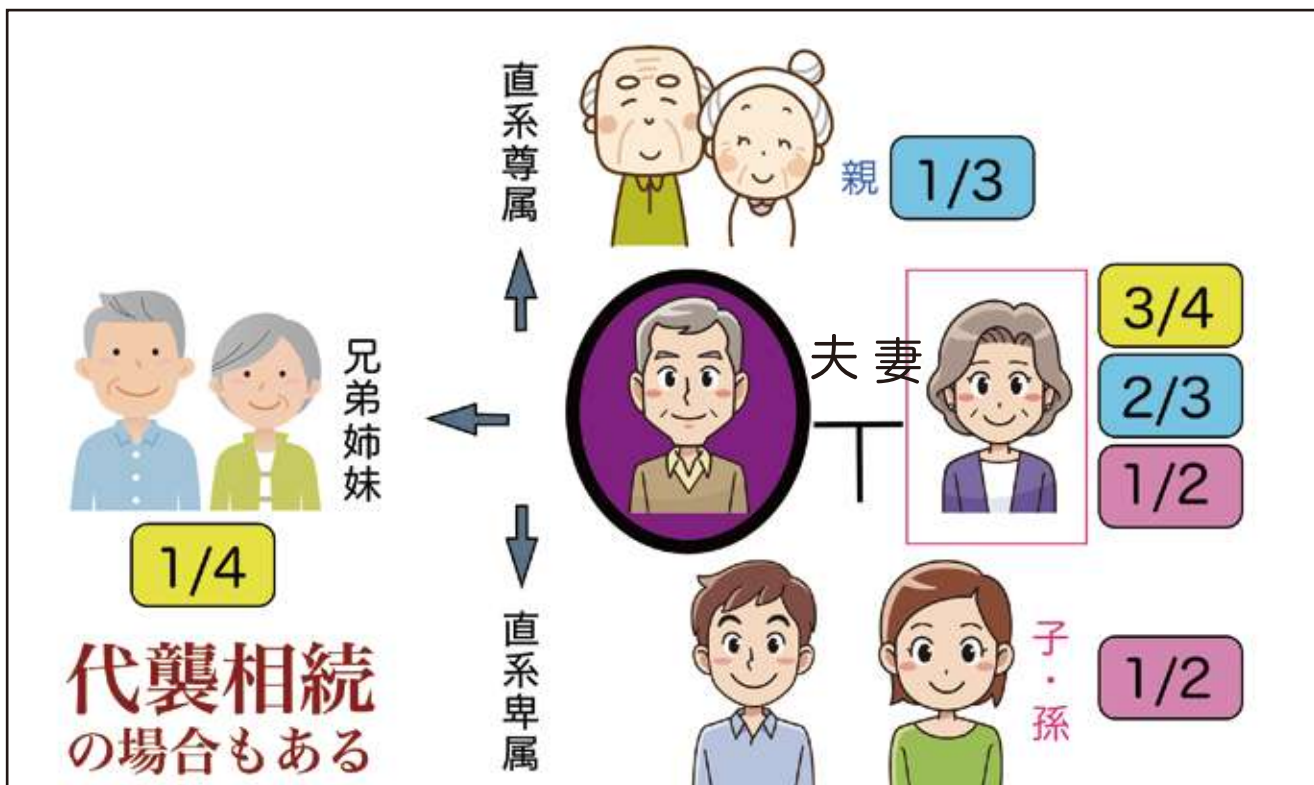 直系尊属
親
1/3
夫
妻
3/4
2/3
1/2
兄弟姉妹
1/4
代襲相続
の場合もある
直系卑属
子・孫
1/2